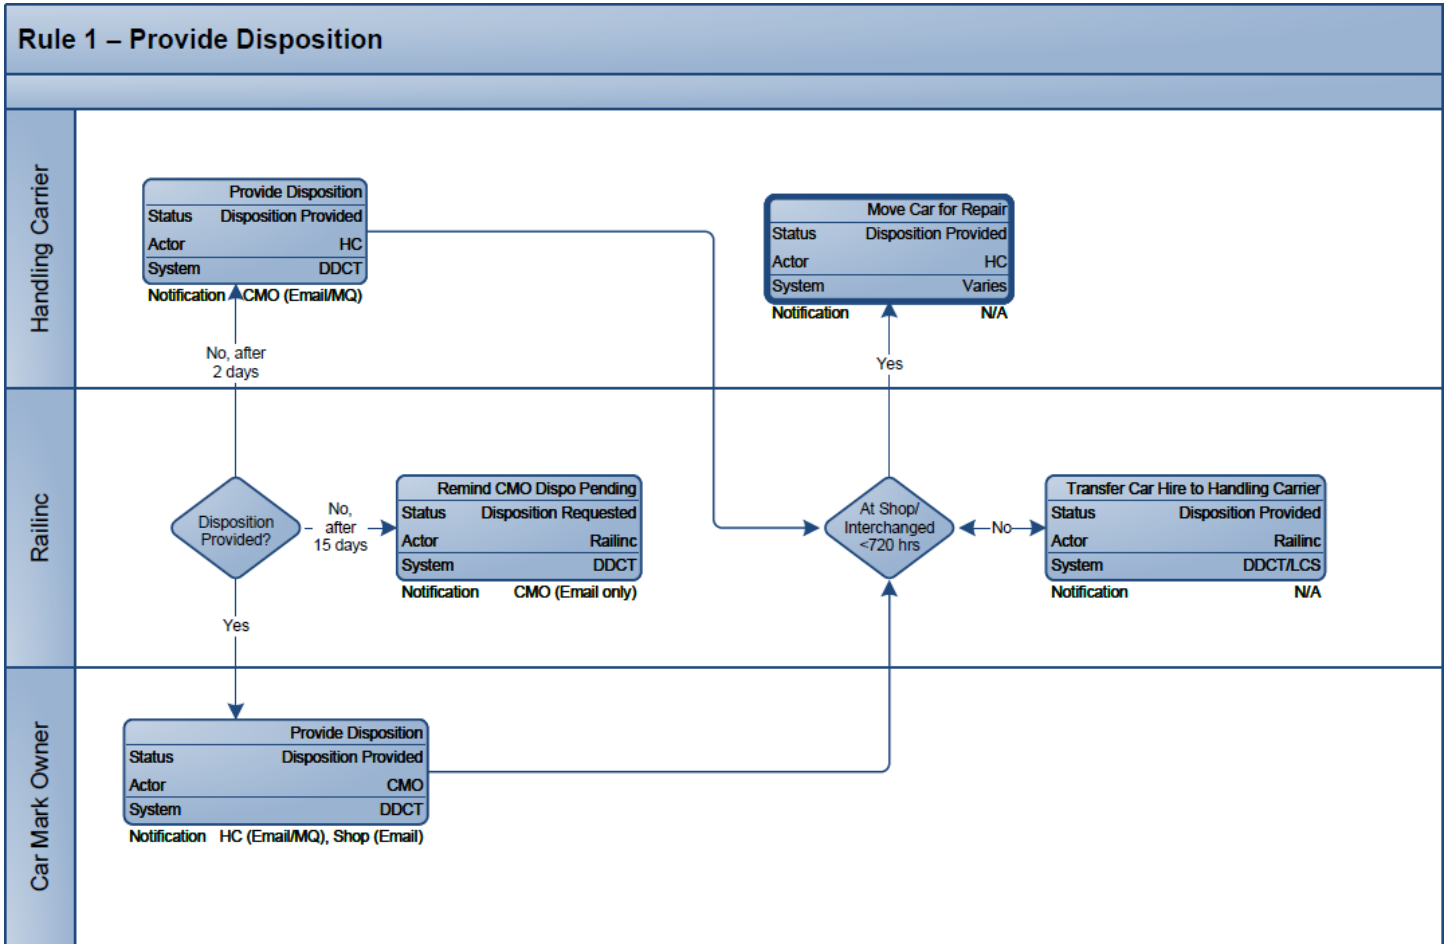 Rule 1 – Provide Disposition
Handling Carrier
Provide Disposition
Status Disposition Provided
Actor HC
System DDCT
Notification CMO (Email/MQ)
Move Car for Repair
Status Disposition Provided
Actor HC
System Varies
Notification N/A
No, after
2 days
Yes
Railinc
Disposition
Provided?
No,
after
15 days
Remind CMO Dispo Pending
Status Disposition Requested
Actor Railinc
System DDCT
Notification CMO (Email only)
At Shop/
Interchanged
<720 hrs
No
Transfer Car Hire to Handling Carrier
Status Disposition Provided
Actor Railinc
System DDCT/LCS
Notification N/A
Yes
Car Mark Owner
Provide Disposition
Status Disposition Provided
Actor CMO
System DDCT
Notification HC (Email/MQ), Shop (Email)